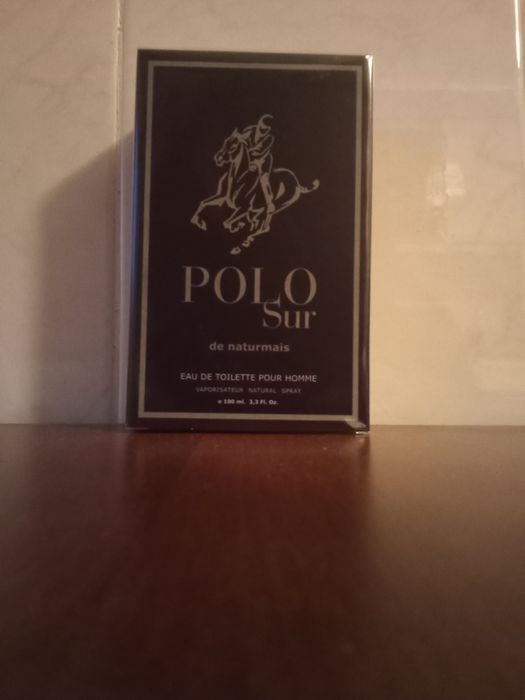 POLO
Sur
de naturmais
EAU DE TOILETTE POUR HOMME
VAPORISATEUR NATURAL SPRAY
e 100 ml. 3,3 Fl. Oz.